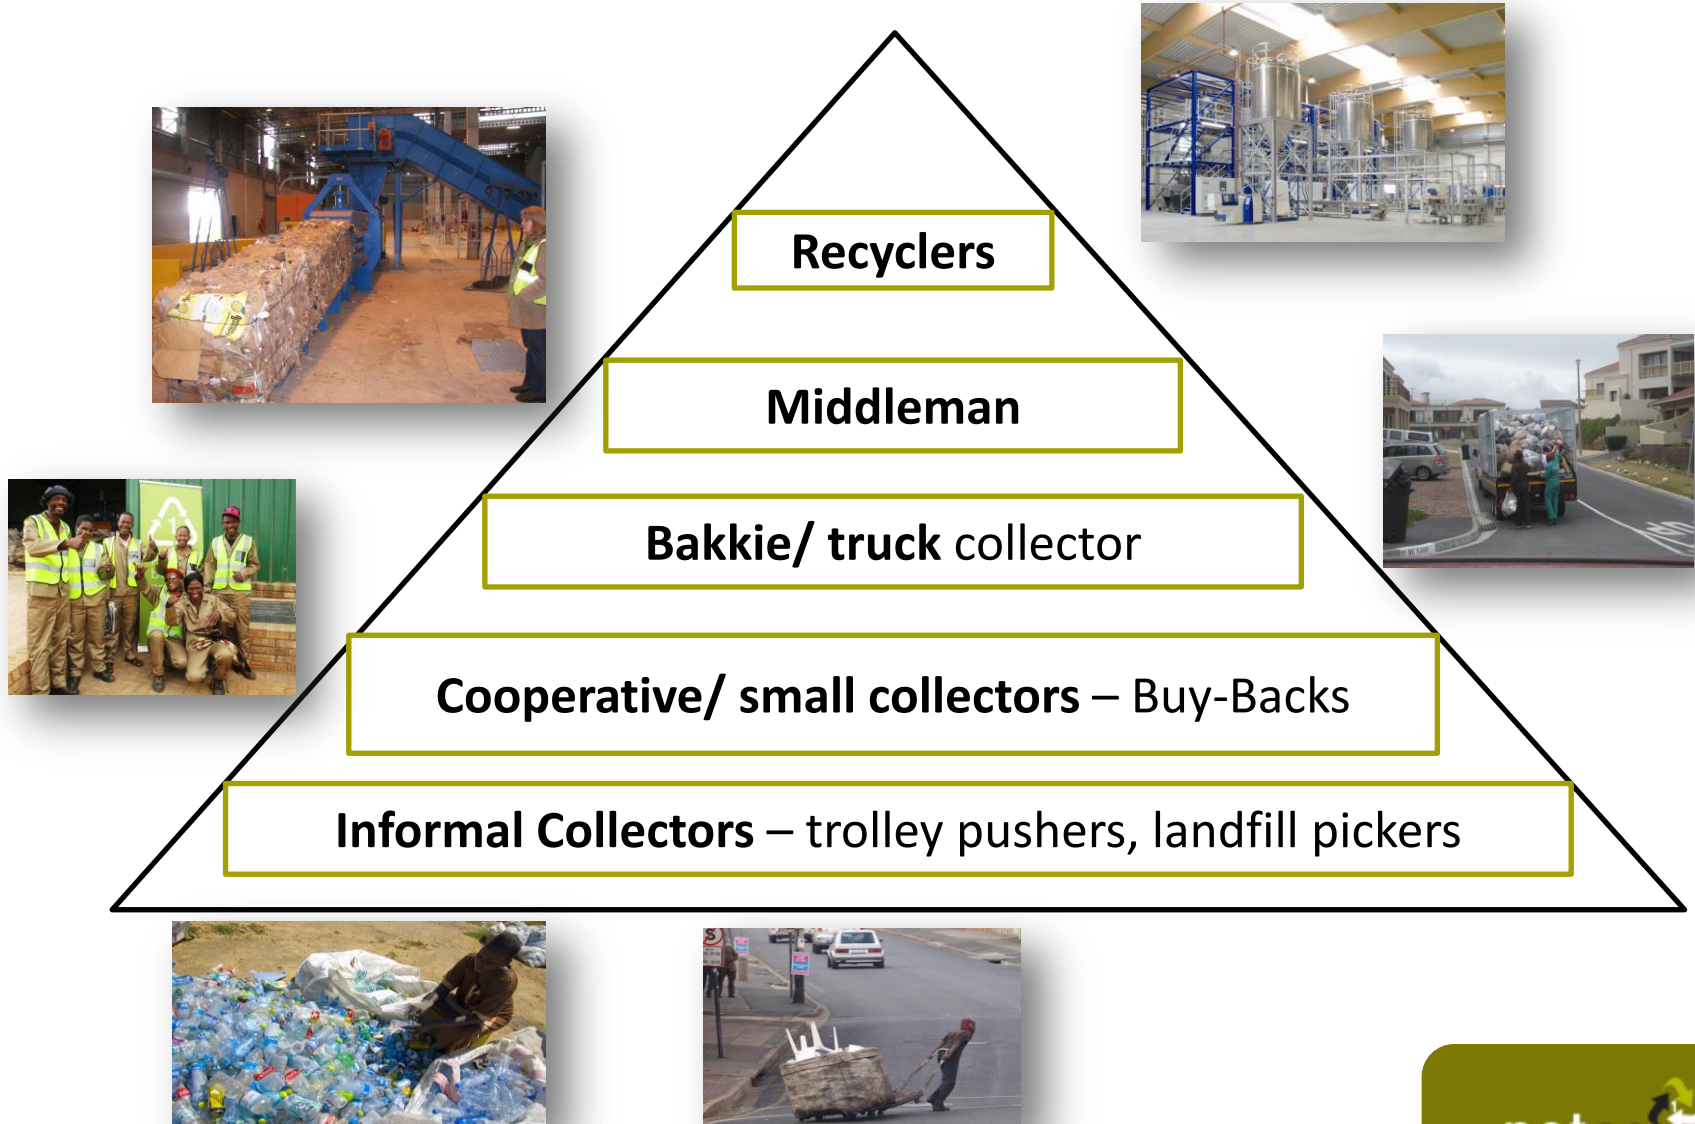 Recyclers
Middleman
Bakkie/ truck collector
Cooperative/ small collectors – Buy-Backs
Informal Collectors – trolley pushers, landfill pickers